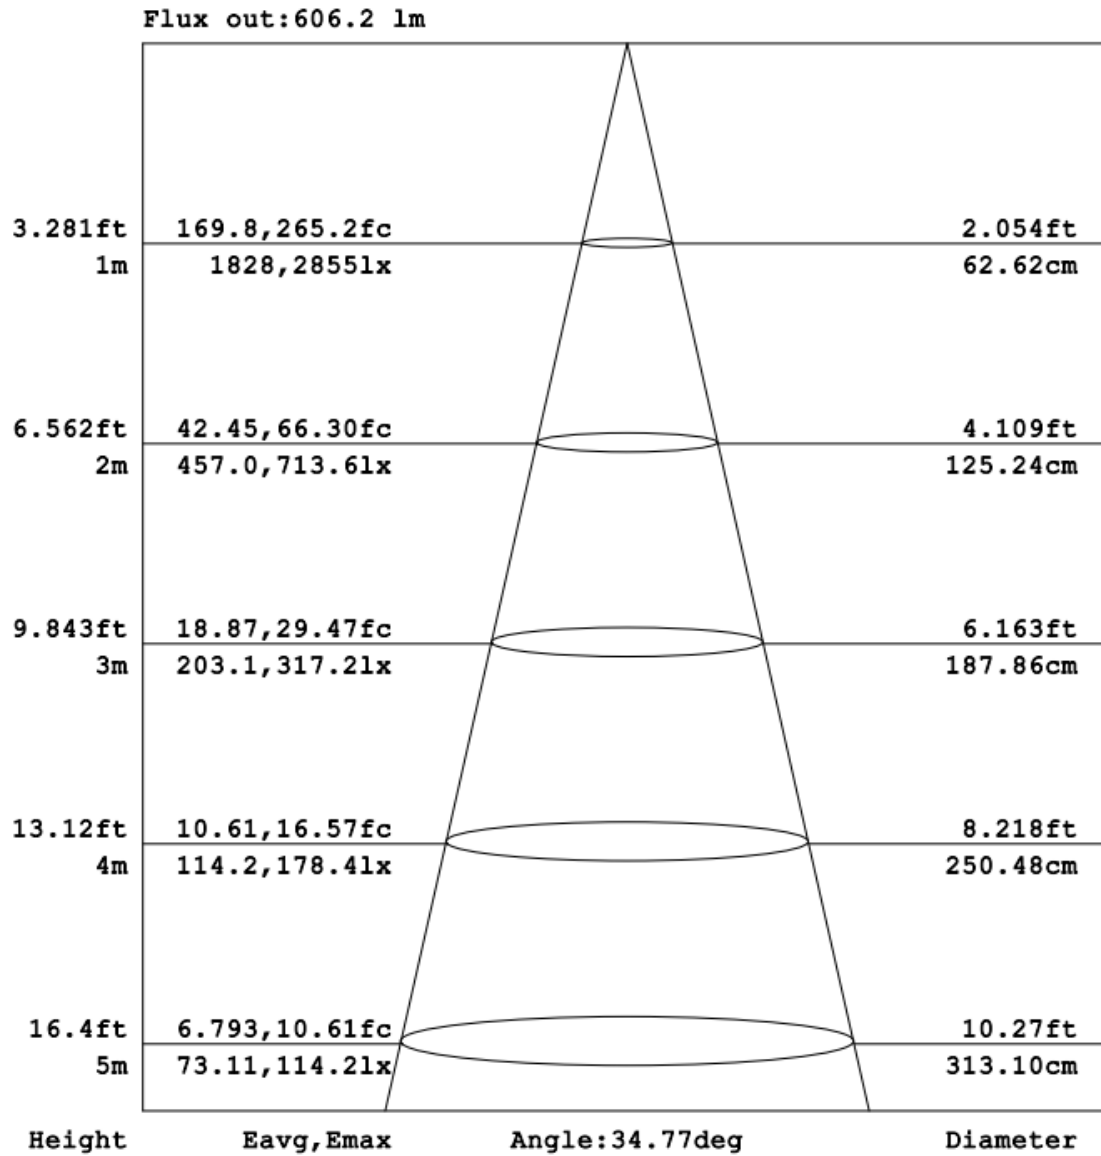 Flux out:606.2 lm
3.281ft 169.8,265.2fc 2.054ft
1m 1828,2855lx 62.62cm
6.562ft 42.45,66.30fc 4.109ft
2m 457.0,713.6lx 125.24cm
9.843ft 18.87,29.47fc 6.163ft
3m 203.1,317.2lx 187.86cm
13.12ft 10.61,16.57fc 8.218ft
4m 114.2,178.4lx 250.48cm
16.4ft 6.793,10.61fc 10.27ft
5m 73.11,114.2lx 313.10cm
Height Eavg,Emax Angle:34.77deg Diameter